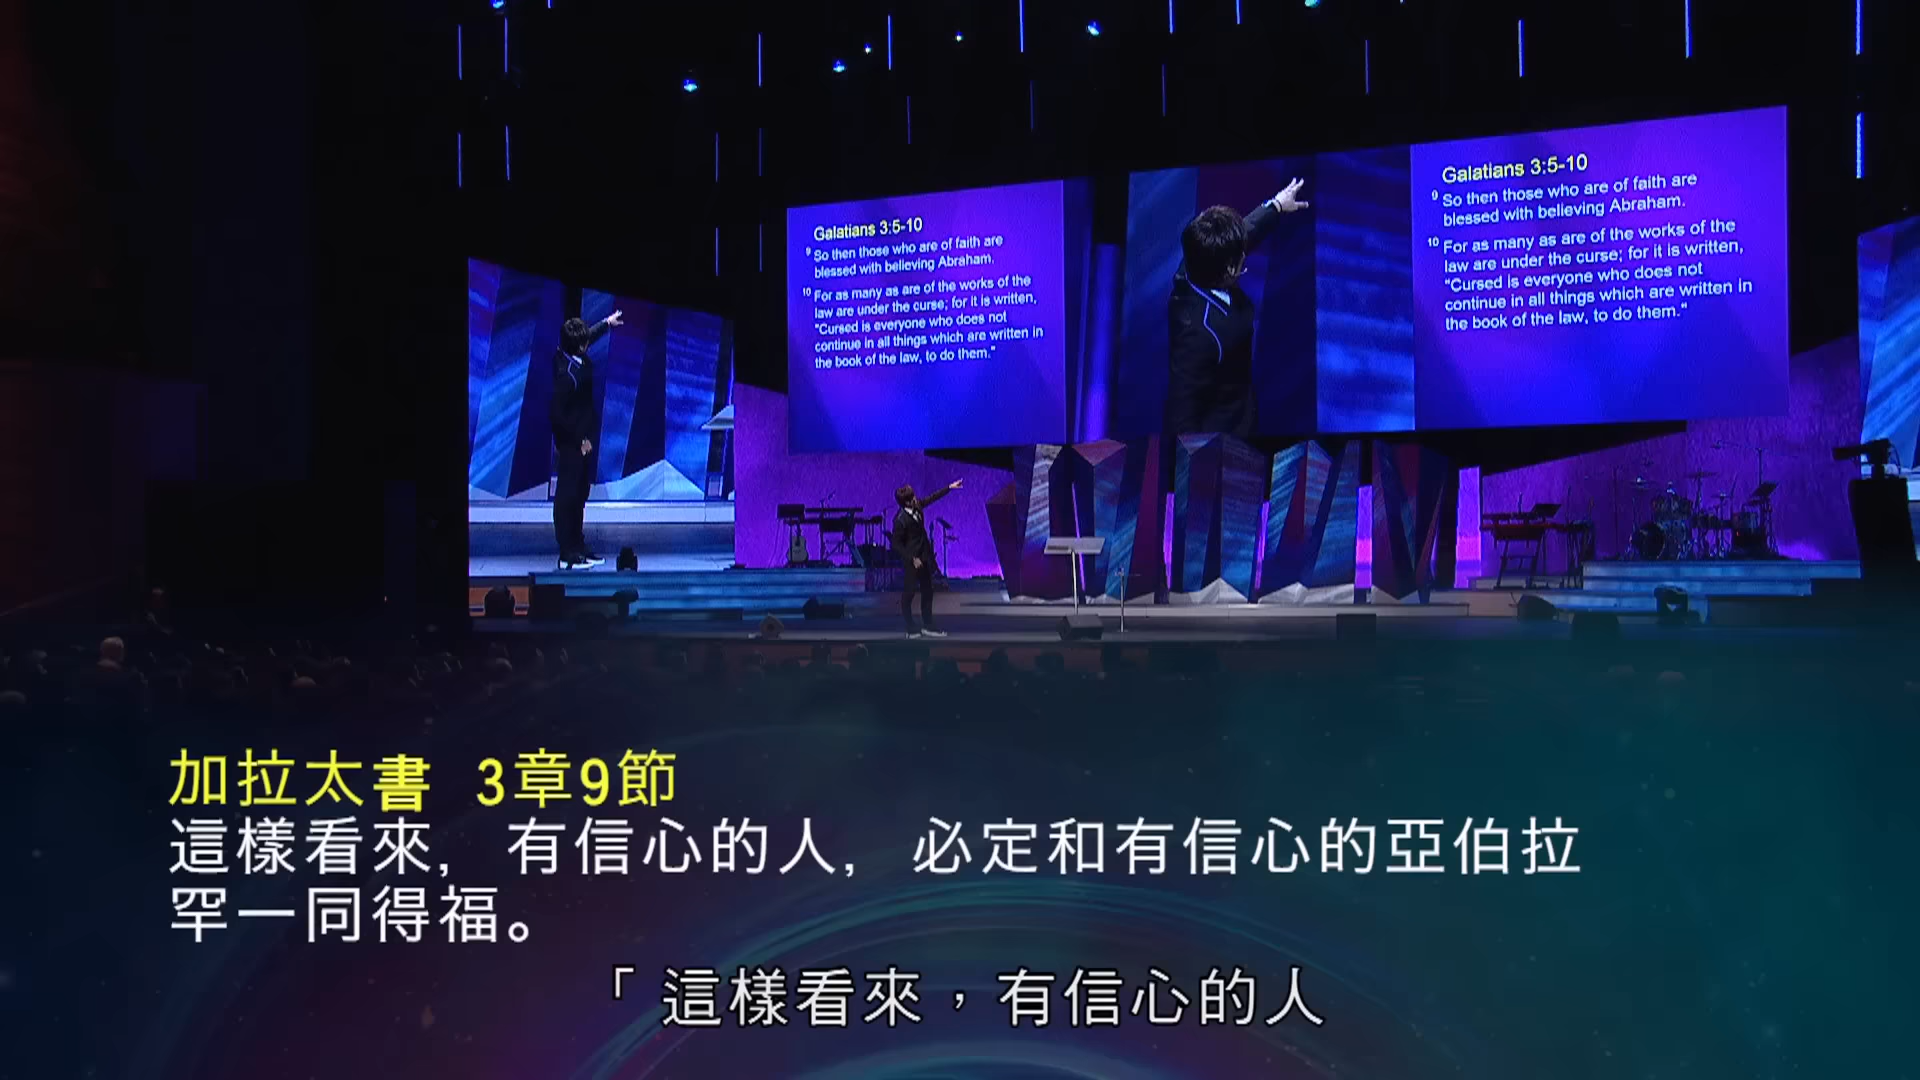 Galatians 3:5-10
9 So then those who are of faith are
blessed with believing Abraham.
10 For as many as are of the works of the
law are under the curse; for it is written,
"Cursed is everyone who does not
continue in all things which are written in
the book of the law, to do them."
Galatians 3:5-10
9 So then those who are of faith are
blessed with believing Abraham.
10 For as many as are of the works of the
law are under the curse; for it is written,
"Cursed is everyone who does not
continue in all things which are written in
the book of the law, to do them."
加拉太書 3章9節
這樣看來, 有信心的人, 必定和有信心的亞伯拉
罕一同得福。
「這樣看來，有信心的人